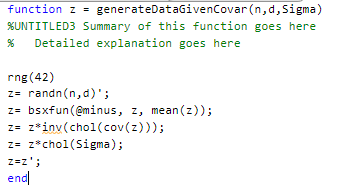 function z = generateDataGivenCovar(n,d,Sigma)
%UNTITLED3 Summary of this function goes here
%   Detailed explanation goes here
rng(42)
z= randn(n,d)';
z= bsxfun(@minus, z, mean(z));
z= z*inv(chol(cov(z)));
z= z*chol(Sigma);
z=z';
end